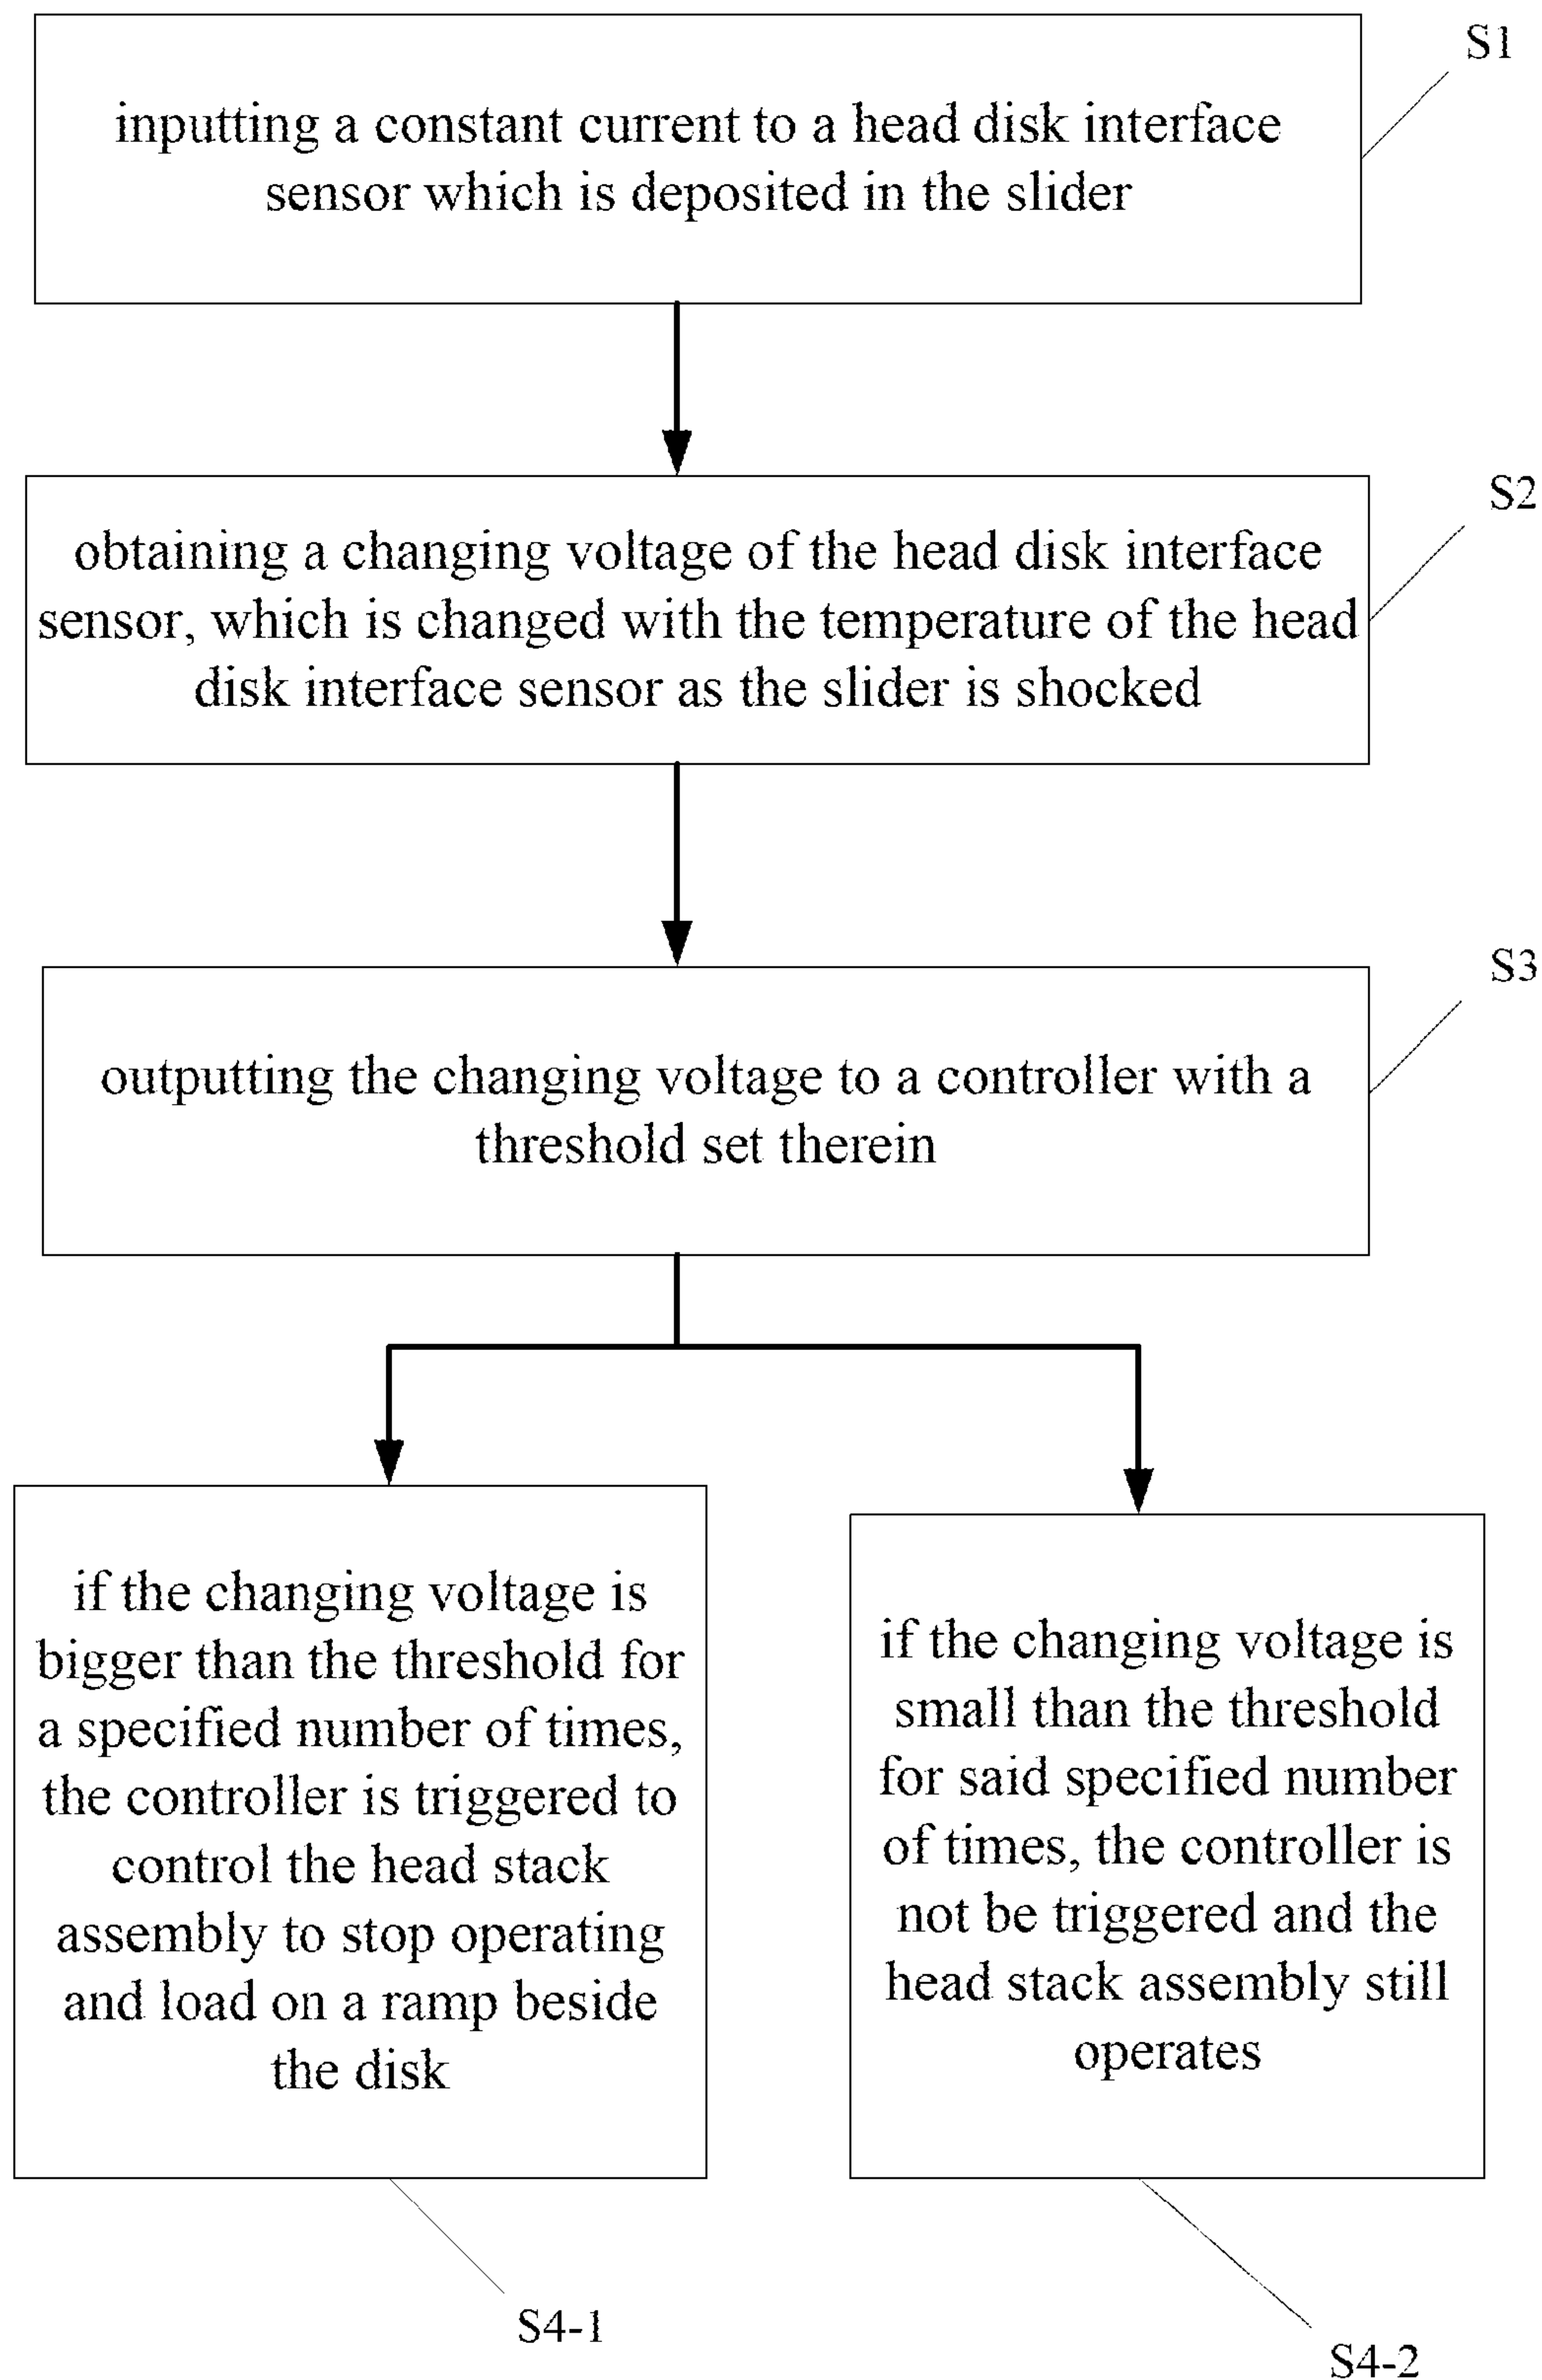 S1
inputting a constant current to a head disk interface
sensor which is deposited in the slider
S2
obtaining a changing voltage of the head disk interface
sensor, which is changed with the temperature of the head
disk interface sensor as the slider is shocked
S3
outputting the changing voltage to a controller with a
threshold set therein
if the changing voltage is
bigger than the threshold for
a specified number of times,
the controller is triggered to
control the head stack
assembly to stop operating
and load on a ramp beside
the disk
if the changing voltage is
small than the threshold
for said specified number
of times, the controller is
not be triggered and the
head stack assembly still
operates
S4-1
S4-2